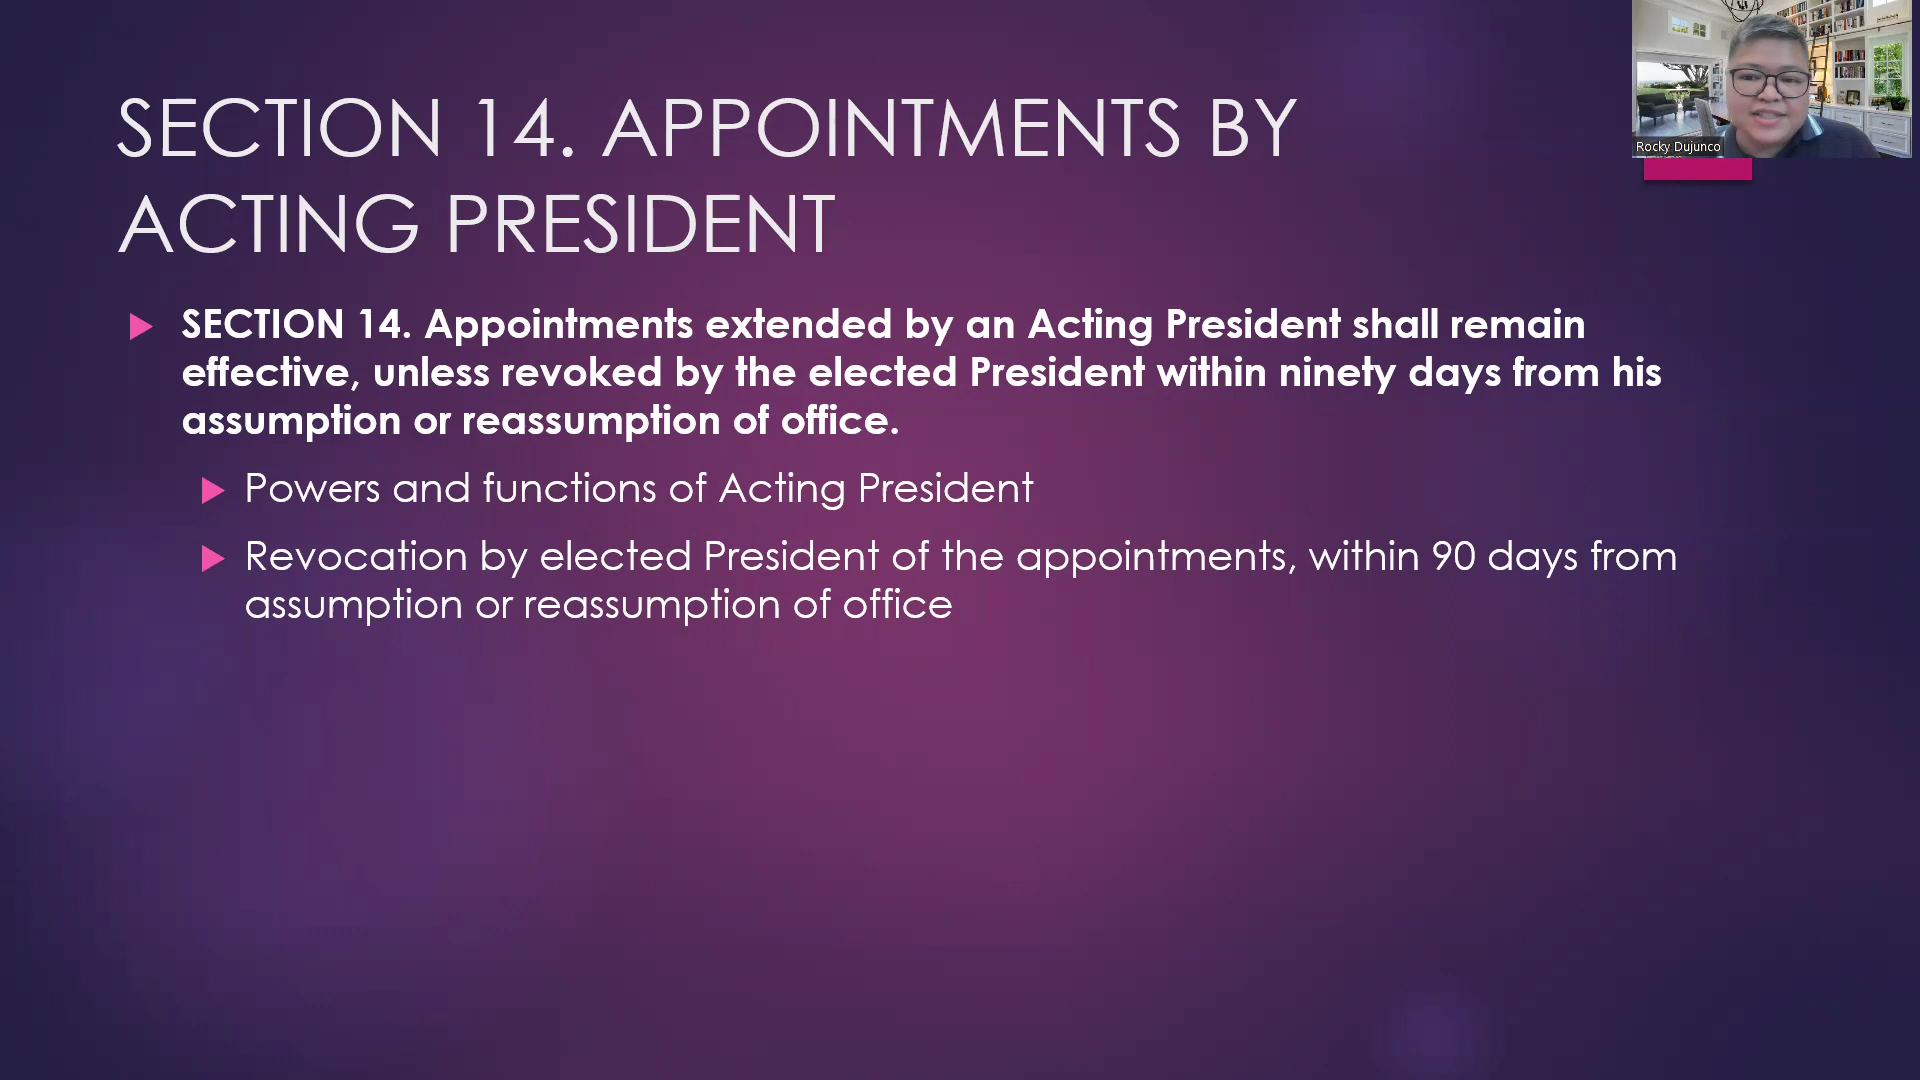 SECTION 14. APPOINTMENTS BY
ACTING PRESIDENT
SECTION 14. Appointments extended by an Acting President shall remain
effective, unless revoked by the elected President within ninety days from his
assumption or reassumption of office.
Powers and functions of Acting President
Revocation by elected President of the appointments, within 90 days from
assumption or reassumption of office
Rocky Dujunco